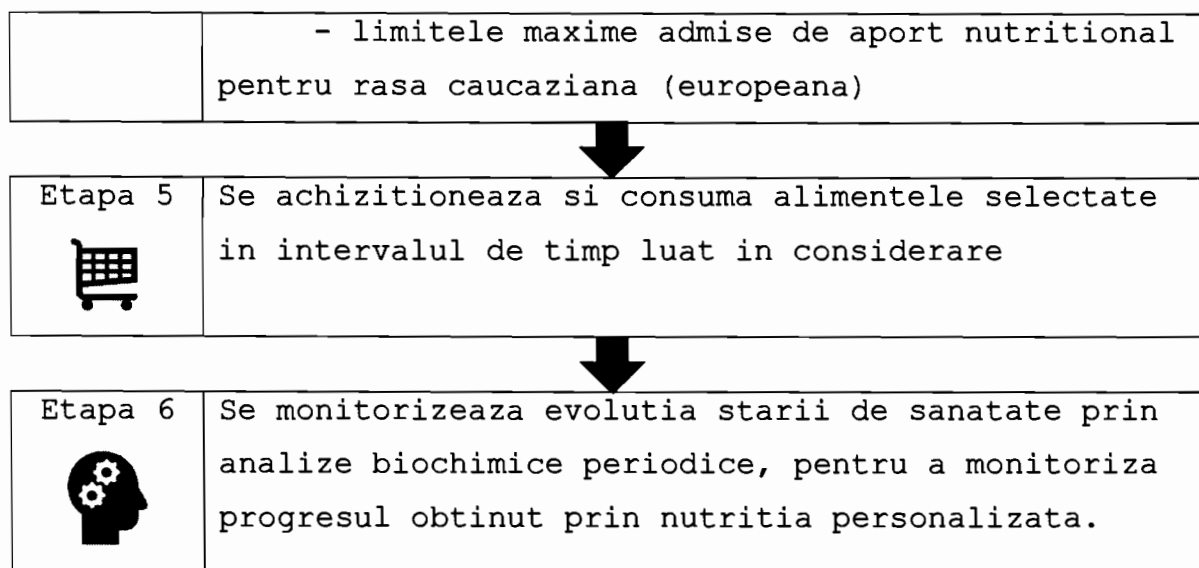 - limitele maxime admise de aport nutritional
pentru rasa caucaziana (europeana)
Etapa 5
Se achizitioneaza si consuma alimentele selectate
in intervalul de timp luat in considerare
Etapa 6
Se monitorizeaza evolutia starii de sanatate prin
analize biochimice periodice, pentru a monitoriza
progresul obtinut prin nutritia personalizata.